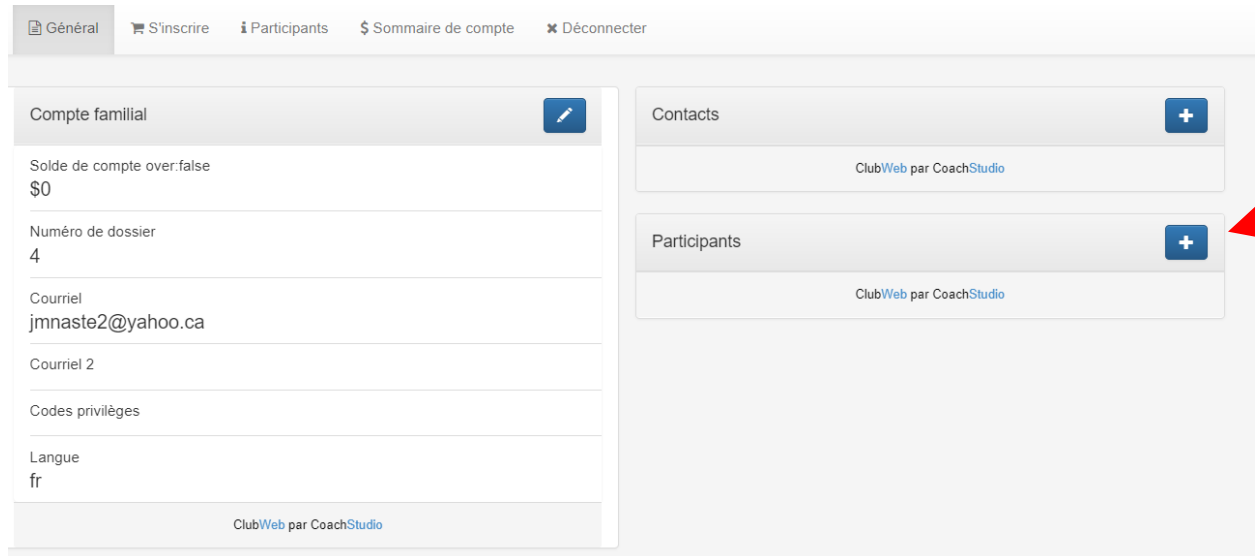 Général S'inscrire Participants $ Sommaire de compte Déconnecter
Compte familial
Solde de compte over:false
$0
Numéro de dossier
4
Courriel
jmnaste2@yahoo.ca
Courriel 2
Codes privilèges
Langue
fr
ClubWeb par CoachStudio
Contacts
ClubWeb par CoachStudio
Participants
ClubWeb par CoachStudio